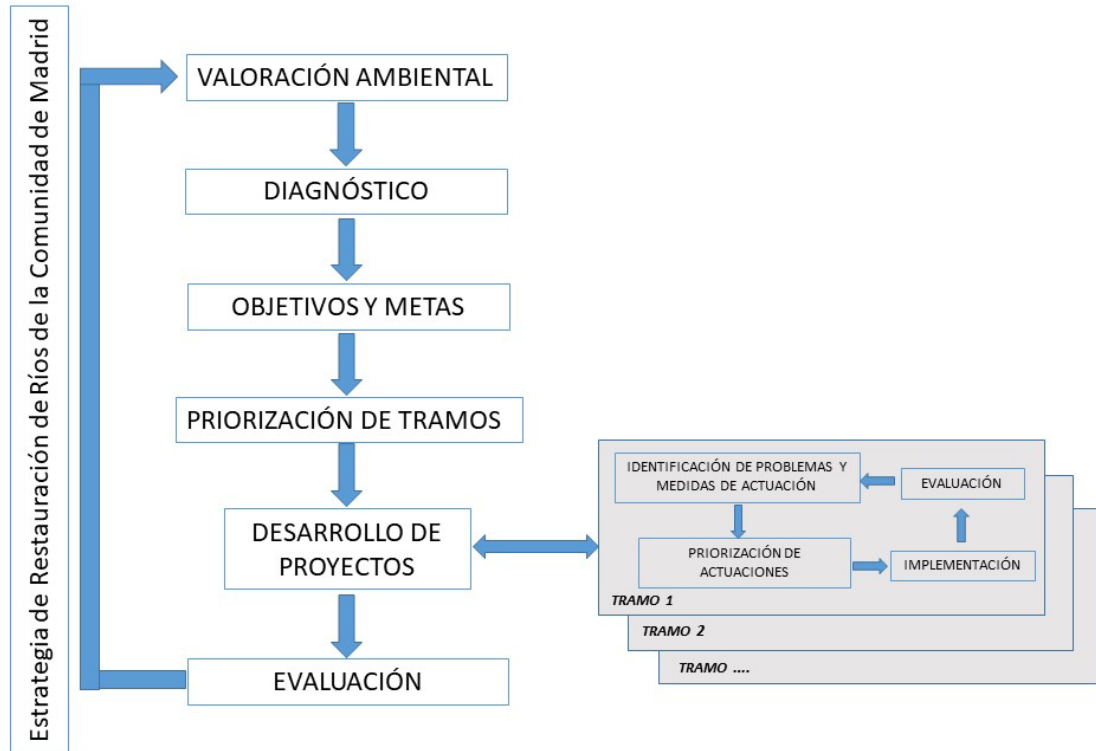 Estrategia de Restauración de Ríos de la Comunidad de Madrid
VALORACIÓN AMBIENTAL
DIAGNÓSTICO
OBJETIVOS Y METAS
PRIORIZACIÓN DE TRAMOS
DESARROLLO DE
PROYECTOS
EVALUACIÓN
IDENTIFICACIÓN DE PROBLEMAS Y
MEDIDAS DE ACTUACIÓN
EVALUACIÓN
PRIORIZACIÓN DE
ACTUACIONES
IMPLEMENTACIÓN
TRAMO 1
TRAMO 2
TRAMO ....